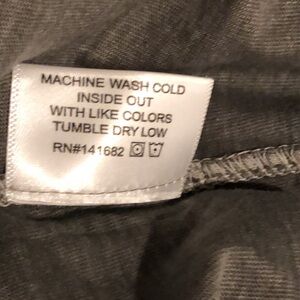 MACHINE WASH COLD
INSIDE OUT
WITH LIKE COLORS
TUMBLE DRY LOW
RN#141682